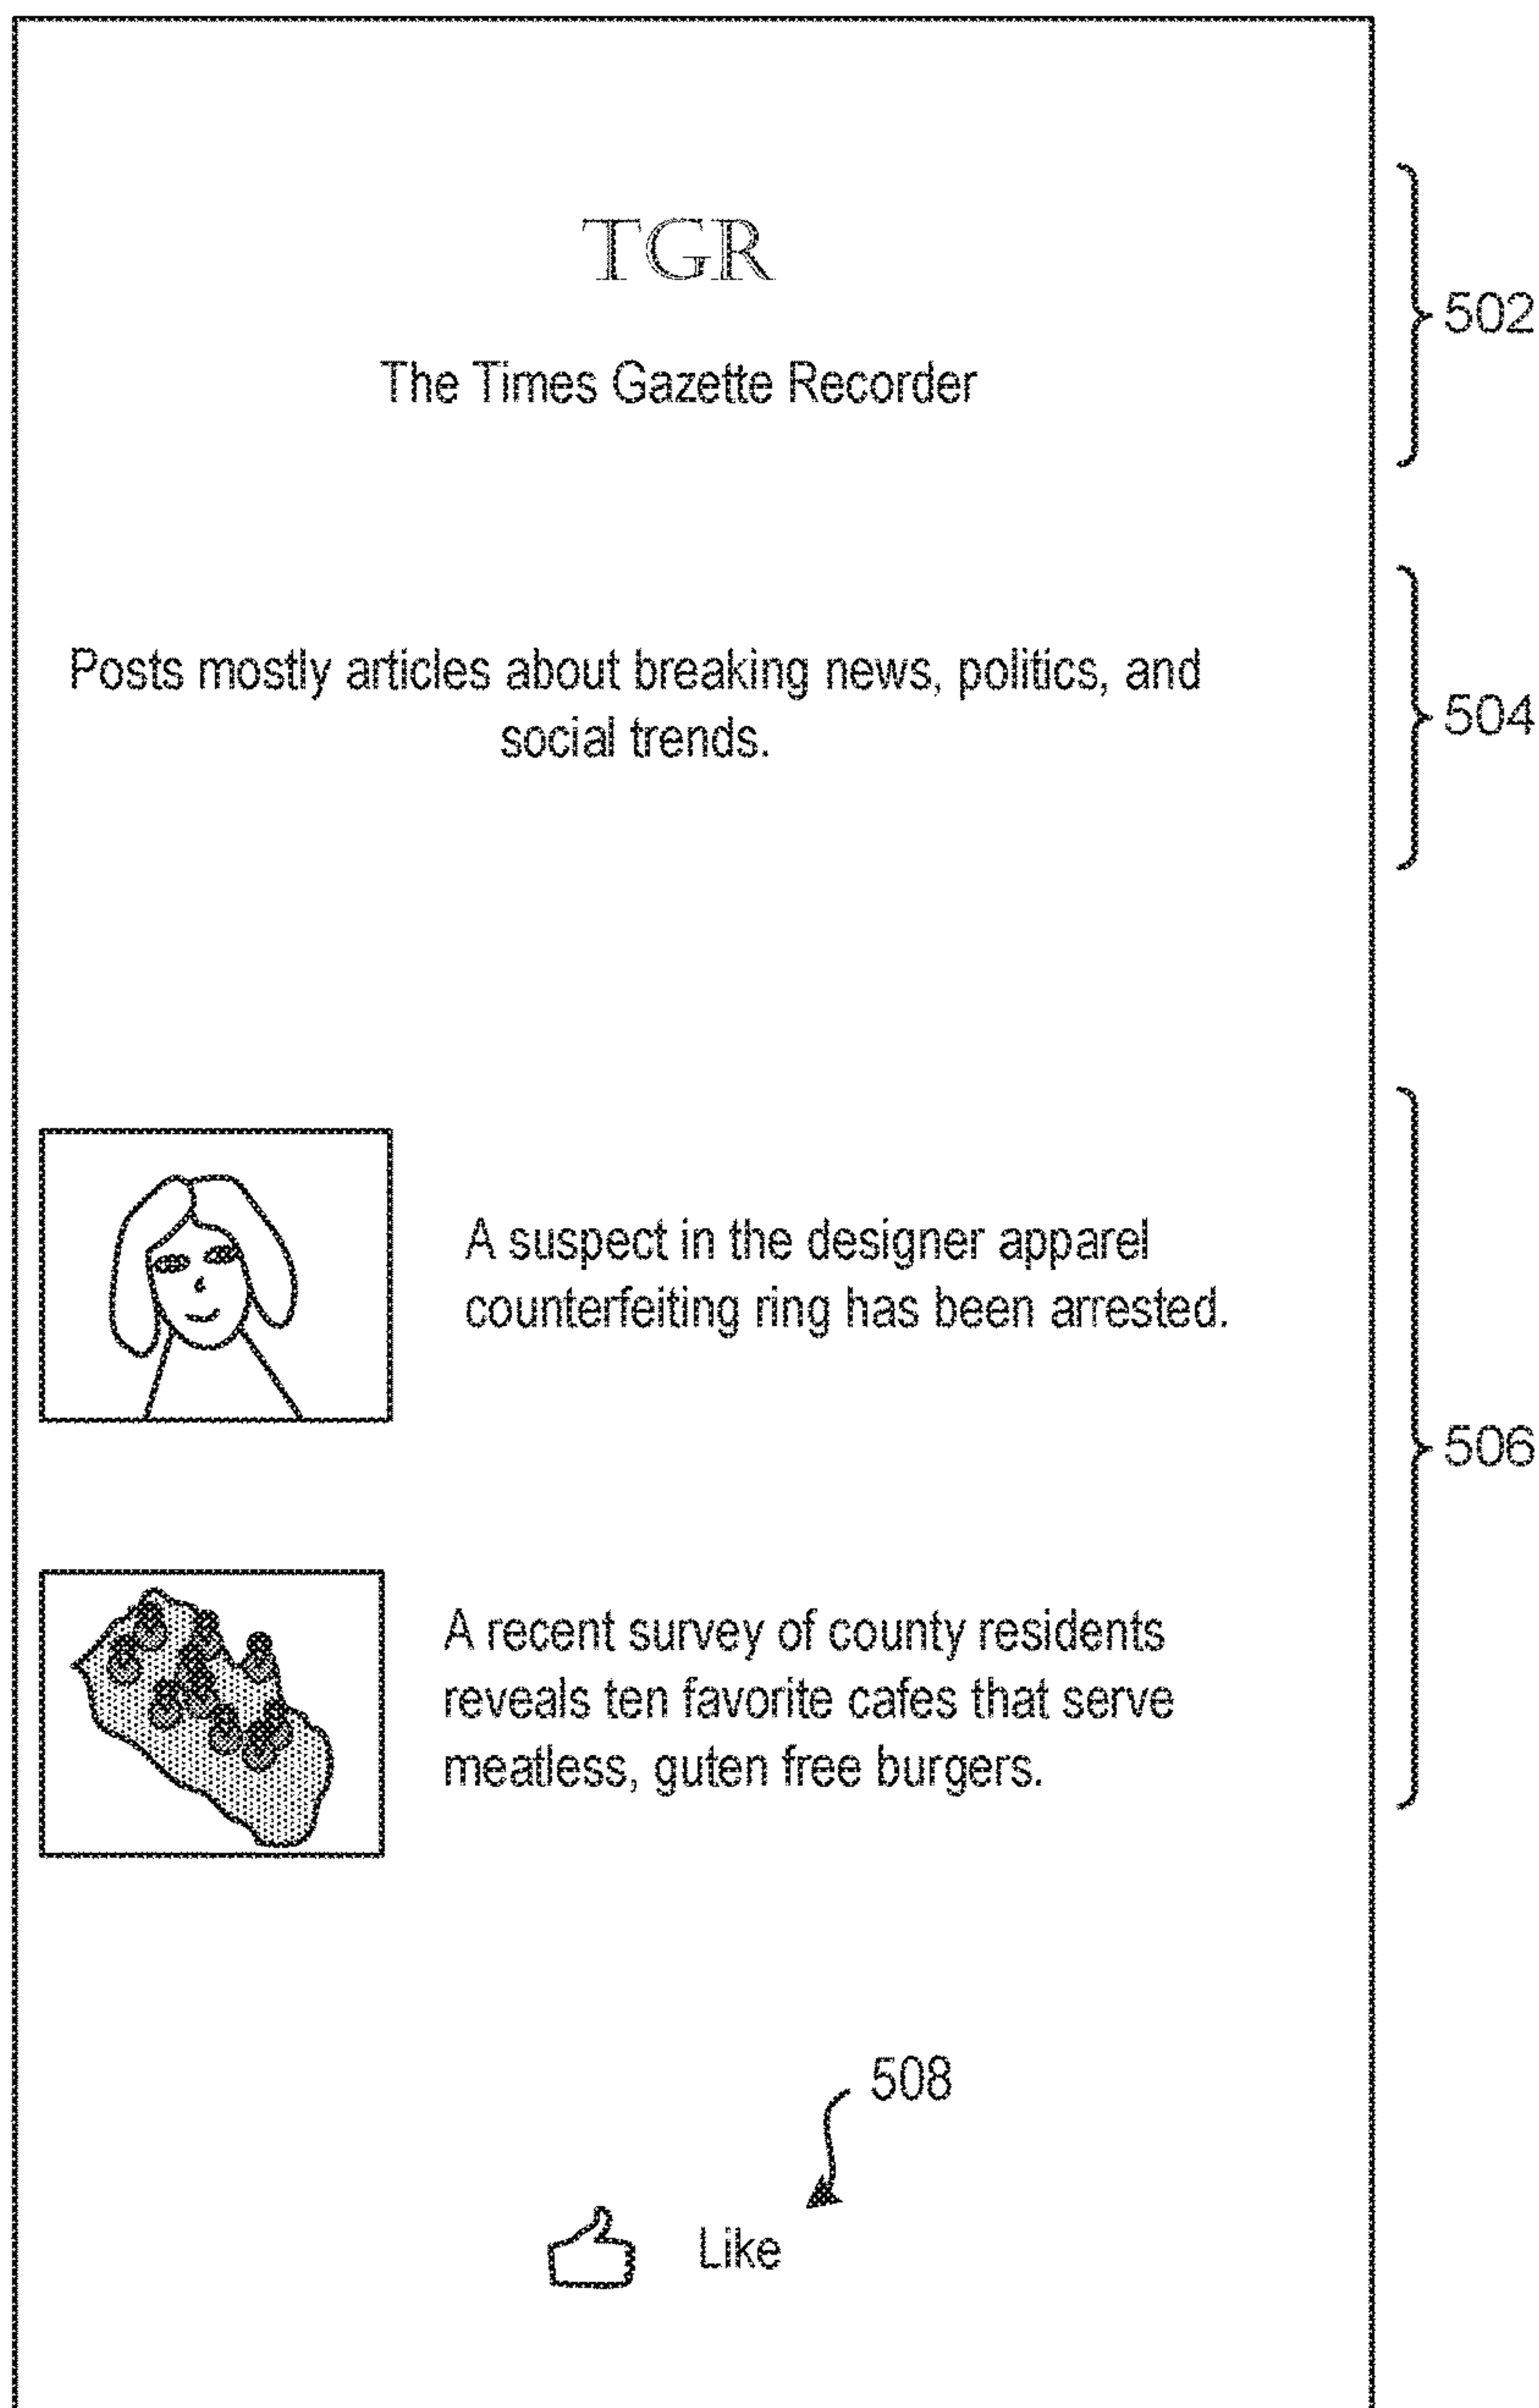 TGR
502
The Times Gazette Recorder
Posts mostly articles about breaking news, politics, and
504
social trends.
A suspect in the designer apparel
counterfeiting ring has been arrested.
506
A recent survey of county residents
reveals ten favorite cafes that serve
meatless, guten free burgers.
508
Like